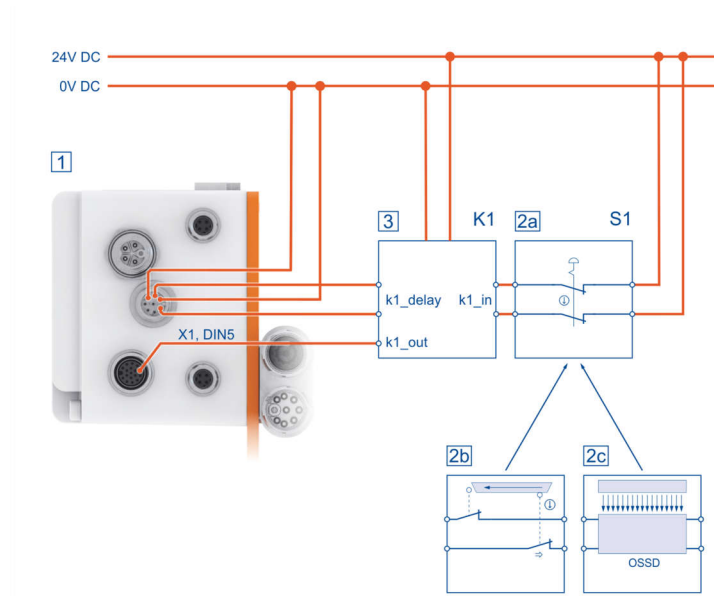 24V DC
0V DC
1
3 K1 2a S1
k1_delay k1_in
X1, DIN5
k1_out
2b 2c
OSSD